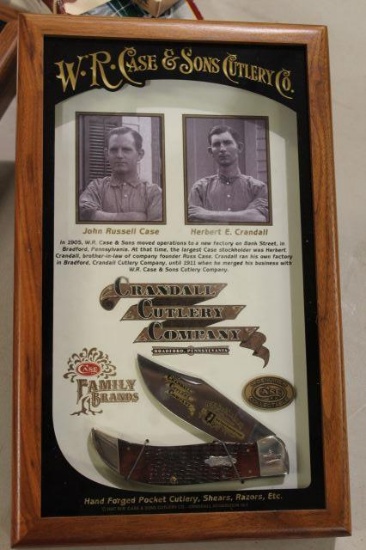 W.R. CASE & SONS CUTLERY CO.
John Russell Case
Herbert E. Crandall
In 1905, W.R. Case & Sons moved operations to a new factory on Bank Street, in
Bradford, Pennsylvania. At that time, the largest Case stockholder was Herbert
Crandall, brother-in-law of company founder Russ Case. Crandall ran his own factory
in Bradford, Crandall Cutlery Company, until 1911 when he merged his business with
W.R. Case & Sons Cutlery Company.
CRANDALL
CUTLERY
COMPANY
BRADFORD, PENNSYLVANIA
CASE
FAMILY
BRANDS
CASE
Hand Forged Pocket Cutlery, Shears, Razors, Etc.